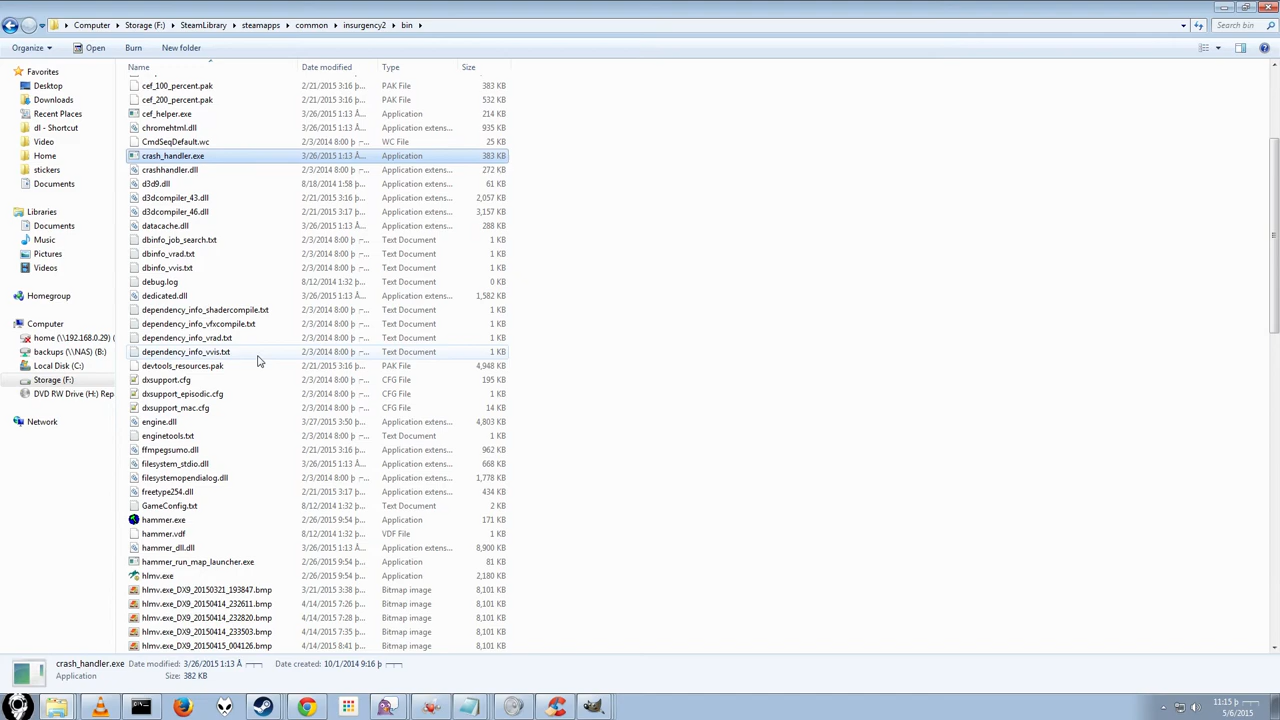 Computer Storage (F:) SteamLibrary steamapps common insurgency2 bin
Search bin
Organize Open Burn New folder
Name Date modified Type Size
Favorites
Desktop
Downloads
Recent Places
dl - Shortcut
Video
Home
stickers
Documents
Libraries
Documents
Music
Pictures
Videos
Homegroup
Computer
home (\\192.168.0.29) (
backups (\\NAS) (B:)
Local Disk (C:)
Storage (F:)
DVD RW Drive (H:) Rep
Network
cef_100_percent.pak 2/21/2015 3:16 þ... PAK File 383 KB
cef_200_percent.pak 2/21/2015 3:16 þ... PAK File 532 KB
cef_helper.exe 3/26/2015 1:13 Å... Application 214 KB
chromehtml.dll 3/26/2015 1:13 Å... Application extens... 935 KB
CmdSeqDefault.wc 2/3/2014 8:00 þ ... WC File 25 KB
crash_handler.exe 3/26/2015 1:13 Å... Application 383 KB
crashhandler.dll 2/3/2014 8:00 þ ... Application extens... 272 KB
d3d9.dll 8/18/2014 1:58 þ... Application extens... 61 KB
d3dcompiler_43.dll 2/21/2015 3:16 þ... Application extens... 2,057 KB
d3dcompiler_46.dll 2/21/2015 3:17 þ... Application extens... 3,157 KB
datacache.dll 3/26/2015 1:13 Å... Application extens... 288 KB
dbinfo_job_search.txt 2/3/2014 8:00 þ ... Text Document 1 KB
dbinfo_vrad.txt 2/3/2014 8:00 þ ... Text Document 1 KB
dbinfo_vvis.txt 2/3/2014 8:00 þ ... Text Document 1 KB
debug.log 8/12/2014 1:32 þ... Text Document 0 KB
dedicated.dll 3/26/2015 1:13 Å... Application extens... 1,582 KB
dependency_info_shadercompile.txt 2/3/2014 8:00 þ ... Text Document 1 KB
dependency_info_vfxcompile.txt 2/3/2014 8:00 þ ... Text Document 1 KB
dependency_info_vrad.txt 2/3/2014 8:00 þ ... Text Document 1 KB
dependency_info_vvis.txt 2/3/2014 8:00 þ ... Text Document 1 KB
devtools_resources.pak 2/21/2015 3:16 þ... PAK File 4,948 KB
dxsupport.cfg 2/3/2014 8:00 þ ... CFG File 195 KB
dxsupport_episodic.cfg 2/3/2014 8:00 þ ... CFG File 1 KB
dxsupport_mac.cfg 2/3/2014 8:00 þ ... CFG File 14 KB
engine.dll 3/27/2015 3:50 þ... Application extens... 4,803 KB
enginetools.txt 2/3/2014 8:00 þ ... Text Document 1 KB
ffmpegsumo.dll 2/21/2015 3:16 þ... Application extens... 962 KB
filesystem_stdio.dll 3/26/2015 1:13 Å... Application extens... 668 KB
filesystemopendialog.dll 2/3/2014 8:00 þ ... Application extens... 1,778 KB
freetype254.dll 2/21/2015 3:17 þ... Application extens... 434 KB
GameConfig.txt 8/12/2014 1:32 þ... Text Document 2 KB
hammer.exe 2/26/2015 9:54 þ... Application 171 KB
hammer.vdf 8/12/2014 1:32 þ... VDF File 0 KB
hammer_dll.dll 3/26/2015 1:13 Å... Application extens... 8,900 KB
hammer_run_map_launcher.exe 2/26/2015 9:54 þ... Application 81 KB
hlmv.exe 2/26/2015 9:54 þ... Application 2,180 KB
hlmv.exe_DX9_20150321_193847.bmp 3/21/2015 3:38 þ... Bitmap image 8,101 KB
hlmv.exe_DX9_20150414_232611.bmp 4/14/2015 7:26 þ... Bitmap image 8,101 KB
hlmv.exe_DX9_20150414_232820.bmp 4/14/2015 7:28 þ... Bitmap image 8,101 KB
hlmv.exe_DX9_20150414_233503.bmp 4/14/2015 7:35 þ... Bitmap image 8,101 KB
hlmv.exe_DX9_20150415_004126.bmp 4/14/2015 8:41 þ... Bitmap image 8,101 KB
crash_handler.exe Date modified: 3/26/2015 1:13 Å Date created: 10/1/2014 9:16 þ
Application Size: 382 KB
11:15 þ
5/6/2015